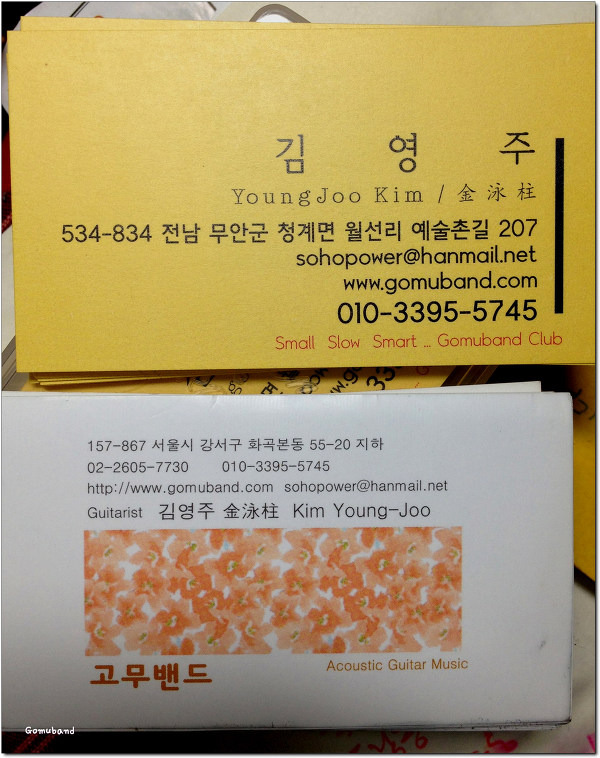 김 영 주
YoungJoo Kim / 金泳柱
534-834 전남 무안군 청계면 월선리 예술촌길 207
sohopower@hanmail.net
www.gomuband.com
010-3395-5745
Small Slow Smart ... Gomuband Club
157-867 서울시 강서구 화곡본동 55-20 지하
02-2605-7730 010-3395-5745
http://www.gomuband.com sohopower@hanmail.net
Guitarist 김영주 金泳柱 Kim Young-Joo
고무밴드
Acoustic Guitar Music
Gomuband